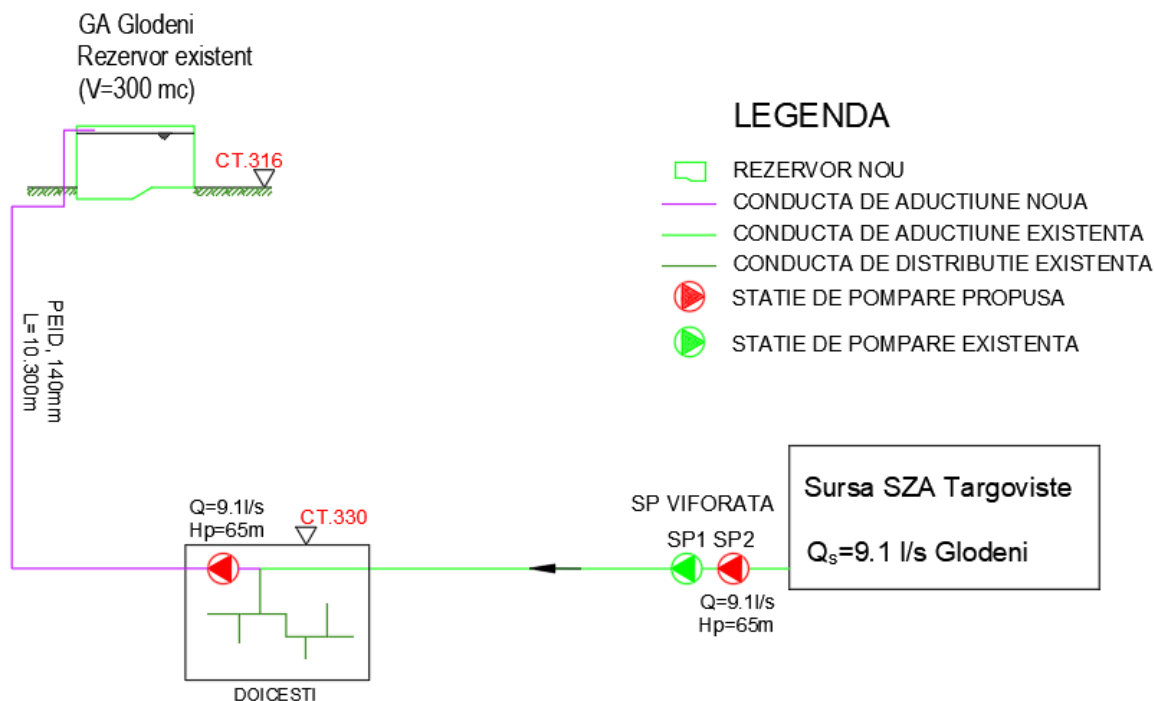 GA Glodeni
Rezervor existent
(V=300 mc)
CT.316
LEGENDA
REZERVOR NOU
CONDUCTA DE ADUCTIUNE NOUA
CONDUCTA DE ADUCTIUNE EXISTENTA
CONDUCTA DE DISTRIBUTIE EXISTENTA
STATIE DE POMPARE PROPUSA
STATIE DE POMPARE EXISTENTA
PEID, 140mm
L=10.300m
Q=9.1l/s
Hp=65m
CT.330
DOICESTI
SP VIFORATA
SP1 SP2
Q=9.1l/s
Hp=65m
Sursa SZA Targoviste
Qs=9.1 l/s Glodeni